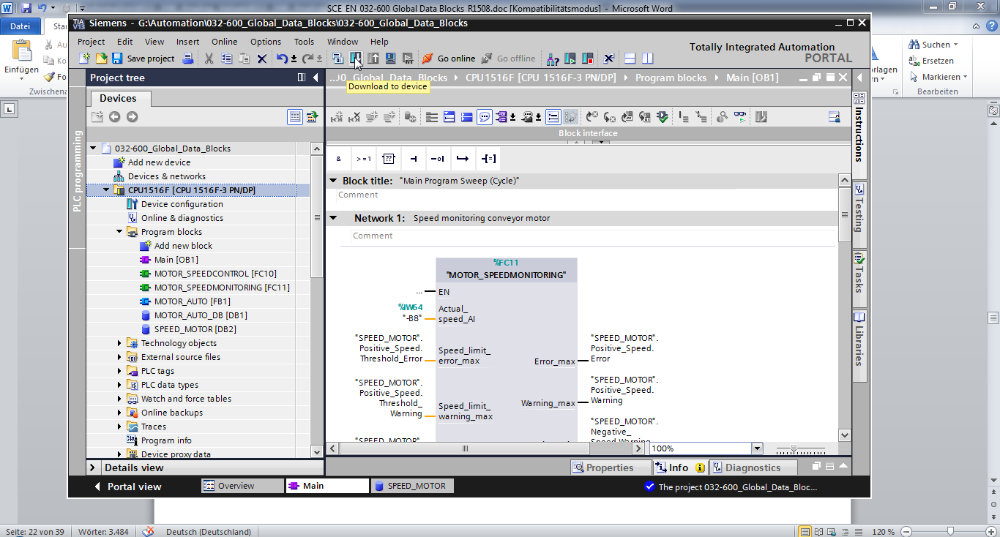 SCE EN 032-600 Global Data Blocks R1508.doc [Kompatibilitätsmodus] - Microsoft Word
Datei
Einfügen
Zwischena
Suchen
Ersetzen
Markieren
Bearbeiten
Siemens - G:\Automation\032-600_Global_Data_Blocks\032-600_Global_Data_Blocks
TIA
V13
Project Edit View Insert Online Options Tools Window Help
Save project
Go online
Go offline
Totally Integrated Automation
PORTAL
Project tree
...00_Global_Data_Blocks CPU1516F [CPU 1516F-3 PN/DP] Program blocks Main [OB1]
Download to device
Devices
PLC programming
032-600_Global_Data_Blocks
Add new device
Devices & networks
CPU1516F [CPU 1516F-3 PN/DP]
Device configuration
Online & diagnostics
Program blocks
Add new block
Main [OB1]
MOTOR_SPEEDCONTROL [FC10]
MOTOR_SPEEDMONITORING [FC11]
MOTOR_AUTO [FB1]
MOTOR_AUTO_DB [DB1]
SPEED_MOTOR [DB2]
Technology objects
External source files
PLC tags
PLC data types
Watch and force tables
Online backups
Traces
Program info
Device proxy data
Details view
Block interface
& >=1 ??
Block title: "Main Program Sweep (Cycle)"
Comment
Network 1: Speed monitoring conveyor motor
Comment
%FC11
"MOTOR_SPEEDMONITORING"
... EN
%IW64
"-B8"
Actual_
speed_AI
"SPEED_MOTOR".
Positive_Speed.
Threshold_Error
Speed_limit_
error_max
Error_max
"SPEED_MOTOR".
Positive_Speed.
Error
"SPEED_MOTOR".
Positive_Speed.
Threshold_
Warning
Speed_limit_
warning_max
Warning_max
"SPEED_MOTOR".
Positive_Speed.
Warning
"SPEED_MOTOR".
Negative_
Speed.Warning
"SPEED_MOTOR".
100%
Instructions
Testing
Tasks
Libraries
Properties
Info
Diagnostics
Portal view
Overview
Main
SPEED_MOTOR
The project 032-600_Global_Data_Bloc...
Seite: 22 von 39
Wörter: 3.484
Deutsch (Deutschland)
120 %